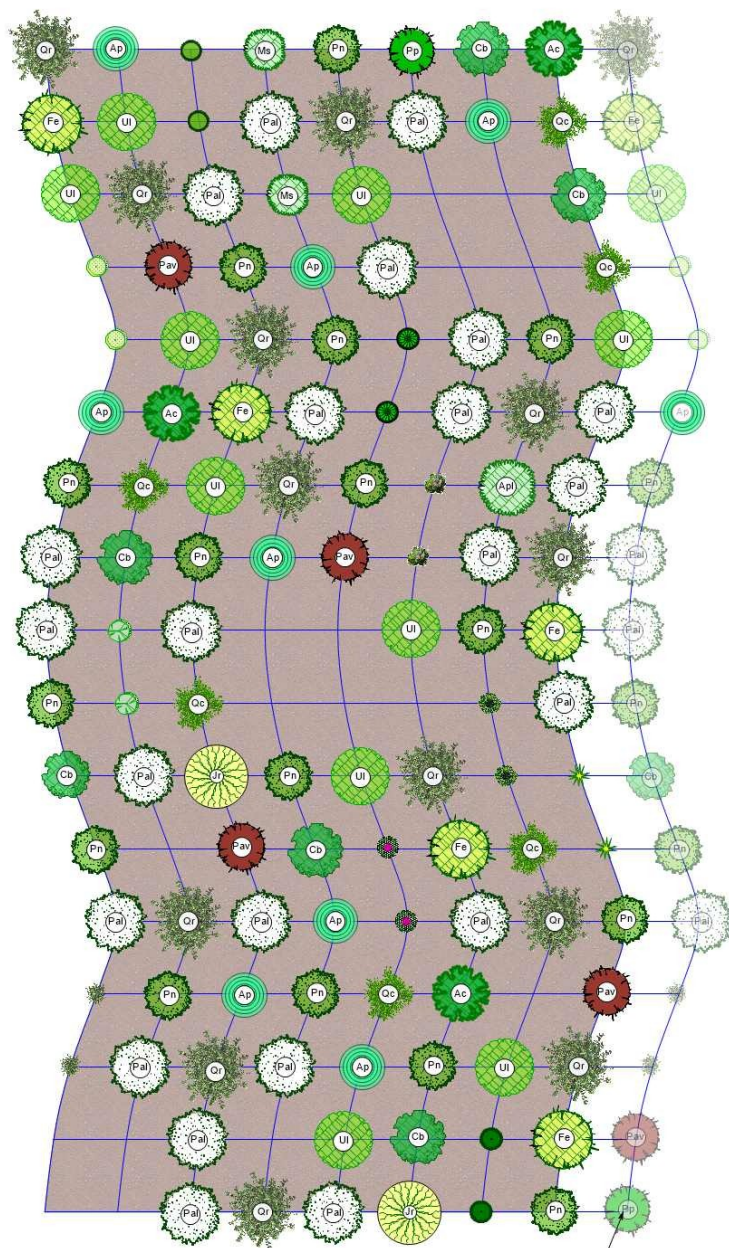 Qr Ap Ms Pn Pp Cb Ac Qr
Fe Ul Pal Qr Pal Ap Qc Fe
Ul Qr Pal Ms Ul Cb Ul
Pav Pn Ap Pal Qc
Ul Qr Pn Pal Pn Ul
Ap Ac Fe Pal Pal Qr Pal Ap
Pn Qc Ul Qr Pn Apl Pal Pn
Pal Cb Pn Ap Pav Pal Qr Pal
Pal Pal Ul Pn Fe Pal
Pn Qc Pal Pn
Cb Pal Jr Pn Ul Qr Cb
Pn Pav Cb Fe Qc Pn
Pal Qr Pal Ap Pal Qr Pn Pal
Pn Ap Pn Qc Ac Pav
Pal Qr Pal Ap Pn Ul Qr
Pal Ul Cb Fe Pav
Pal Qr Pal Jr Pn Pp